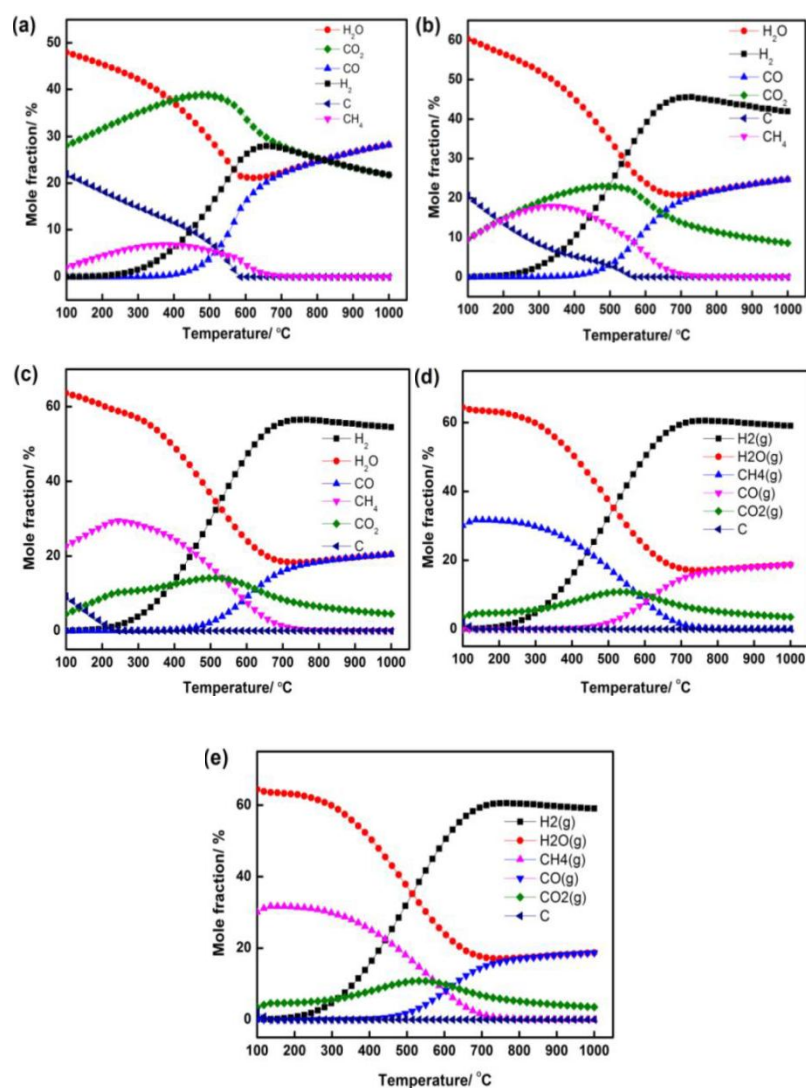 (a)
Mole fraction/ %
50
40
30
20
10
0
H₂O
CO₂
CO
H₂
C
CH₄
100 200 300 400 500 600 700 800 900 1000
Temperature/ °C
(b)
Mole fraction/ %
60
50
40
30
20
10
0
H₂O
H₂
CO
CO₂
C
CH₄
100 200 300 400 500 600 700 800 900 1000
Temperature/ °C
(c)
Mole fraction/ %
60
40
20
0
H₂
H₂O
CO
CH₄
CO₂
C
100 200 300 400 500 600 700 800 900 1000
Temperature/ °C
(d)
Mole fraction/ %
60
40
20
0
H2(g)
H2O(g)
CH4(g)
CO(g)
CO2(g)
C
100 200 300 400 500 600 700 800 900 1000
Temperature/ °C
(e)
Mole fraction/ %
60
40
20
0
H2(g)
H2O(g)
CH4(g)
CO(g)
CO2(g)
C
100 200 300 400 500 600 700 800 900 1000
Temperature/ °C